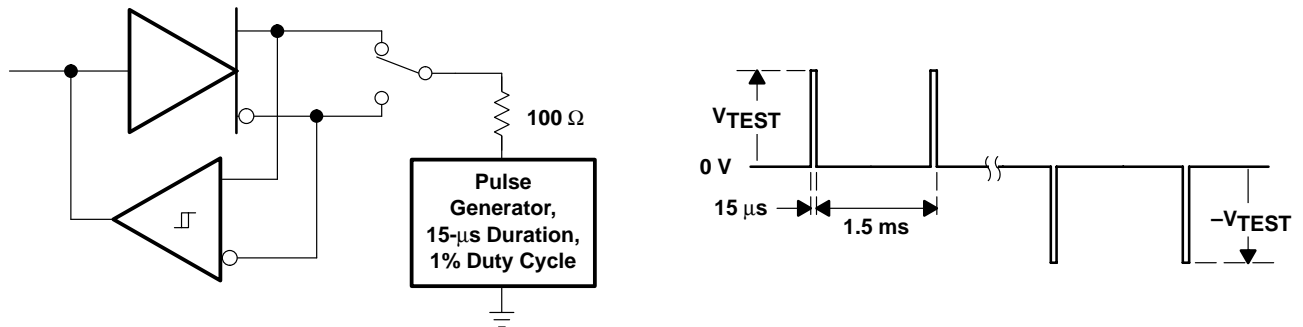 100 Ω
Pulse
Generator,
15-μs Duration,
1% Duty Cycle
VTEST
0 V
15 μs
1.5 ms
–VTEST